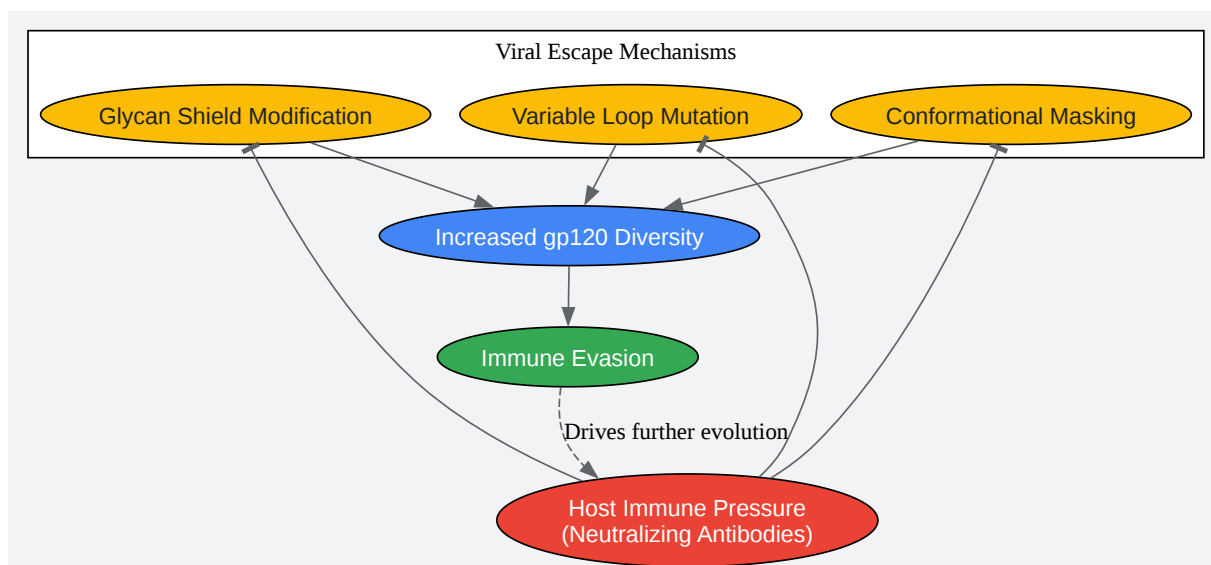 Viral Escape Mechanisms
Glycan Shield Modification
Variable Loop Mutation
Conformational Masking
Increased gp120 Diversity
Immune Evasion
Drives further evolution
Host Immune Pressure
(Neutralizing Antibodies)